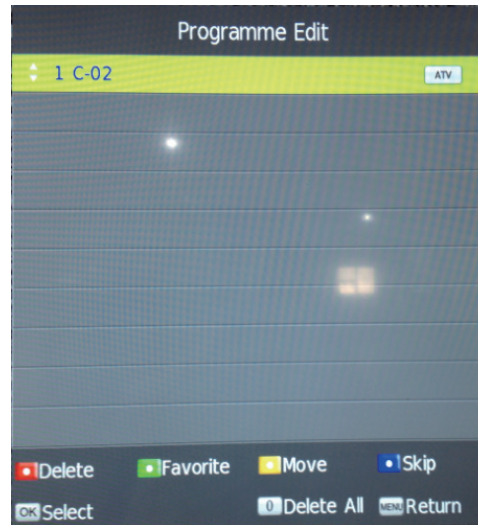 Programme Edit
1 C-02 ATV
Delete Favorite Move Skip
OK Select 0 Delete All MENU Return